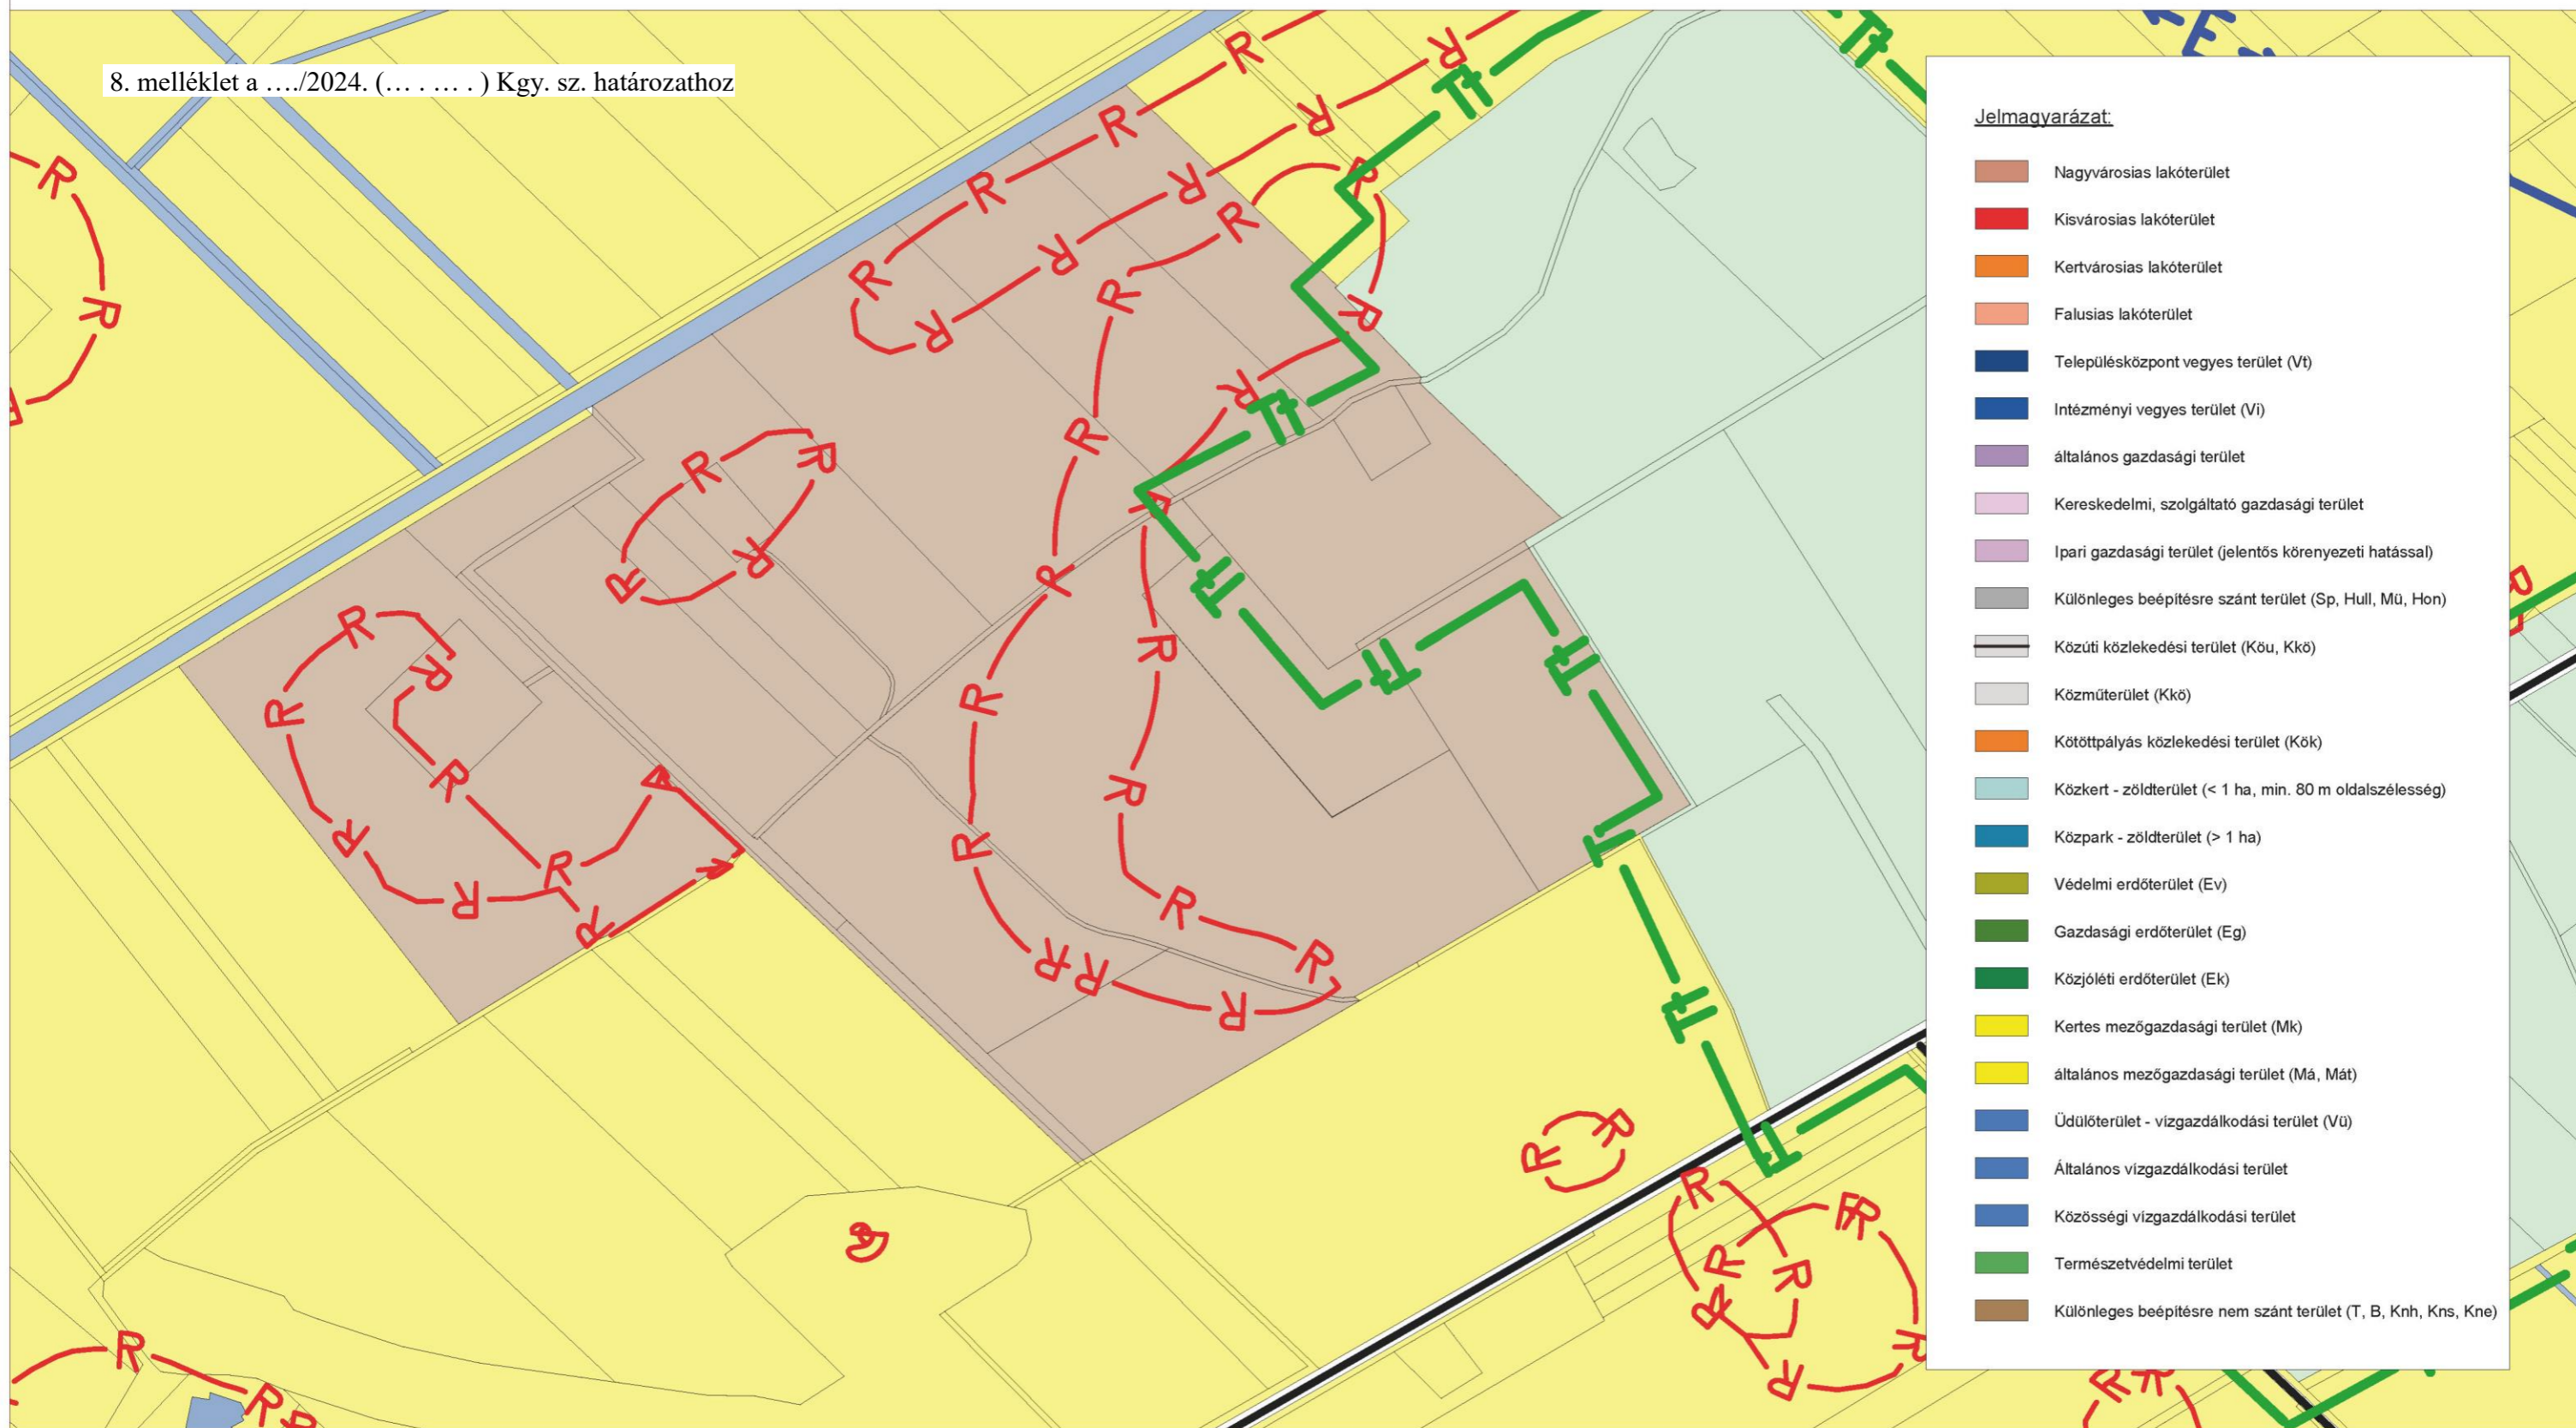 8. melléklet a …./2024. (… . … . ) Kgy. sz. határozathoz
Jelmagyarázat:
Nagyvárosias lakóterület
Kisvárosias lakóterület
Kertvárosias lakóterület
Falusias lakóterület
Településközpont vegyes terület (Vt)
Intézményi vegyes terület (Vi)
általános gazdasági terület
Kereskedelmi, szolgáltató gazdasági terület
Ipari gazdasági terület (jelentős körenyezeti hatással)
Különleges beépítésre szánt terület (Sp, Hull, Mü, Hon)
Közúti közlekedési terület (Köu, Kkö)
Közműterület (Kkö)
Kötöttpályás közlekedési terület (Kök)
Közkert - zöldterület (< 1 ha, min. 80 m oldalszélesség)
Közpark - zöldterület (> 1 ha)
Védelmi erdőterület (Ev)
Gazdasági erdőterület (Eg)
Közjóléti erdőterület (Ek)
Kertes mezőgazdasági terület (Mk)
általános mezőgazdasági terület (Má, Mát)
Üdülőterület - vízgazdálkodási terület (Vü)
Általános vízgazdálkodási terület
Közösségi vízgazdálkodási terület
Természetvédelmi terület
Különleges beépítésre nem szánt terület (T, B, Knh, Kns, Kne)